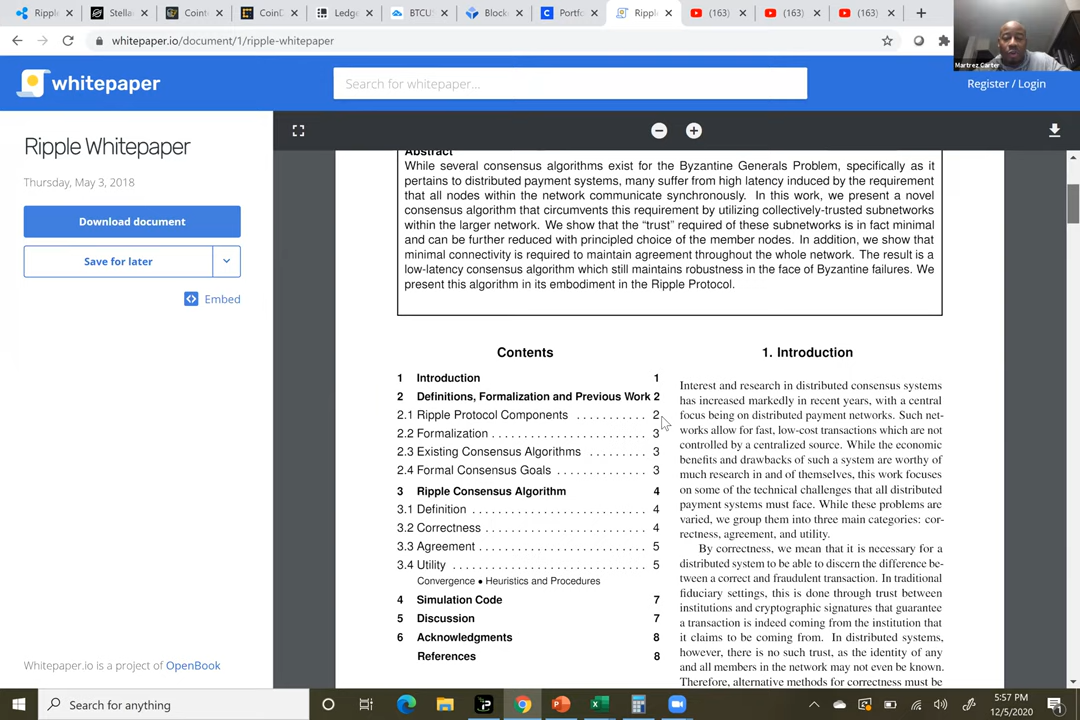 Ripple
Stellar
Cointe
CoinD
Ledge
BTCUS
Block
Portfo
Ripple
(163)
(163)
(163)
whitepaper.io/document/1/ripple-whitepaper
Martrez Carter
whitepaper
Search for whitepaper...
Register / Login
Ripple Whitepaper
Thursday, May 3, 2018
Download document
Save for later
Embed
Whitepaper.io is a project of OpenBook
Abstract
While several consensus algorithms exist for the Byzantine Generals Problem, specifically as it
pertains to distributed payment systems, many suffer from high latency induced by the requirement
that all nodes within the network communicate synchronously. In this work, we present a novel
consensus algorithm that circumvents this requirement by utilizing collectively-trusted subnetworks
within the larger network. We show that the “trust” required of these subnetworks is in fact minimal
and can be further reduced with principled choice of the member nodes. In addition, we show that
minimal connectivity is required to maintain agreement throughout the whole network. The result is a
low-latency consensus algorithm which still maintains robustness in the face of Byzantine failures. We
present this algorithm in its embodiment in the Ripple Protocol.
Contents
1 Introduction 1
2 Definitions, Formalization and Previous Work 2
2.1 Ripple Protocol Components . . . . . . . . . . . 2
2.2 Formalization . . . . . . . . . . . . . . . . . . . . . . . . . 3
2.3 Existing Consensus Algorithms . . . . . . . . . 3
2.4 Formal Consensus Goals . . . . . . . . . . . . . . 3
3 Ripple Consensus Algorithm 4
3.1 Definition . . . . . . . . . . . . . . . . . . . . . . . . . . . . 4
3.2 Correctness . . . . . . . . . . . . . . . . . . . . . . . . . . 4
3.3 Agreement . . . . . . . . . . . . . . . . . . . . . . . . . . . 5
3.4 Utility . . . . . . . . . . . . . . . . . . . . . . . . . . . . . . . 5
Convergence • Heuristics and Procedures
4 Simulation Code 7
5 Discussion 7
6 Acknowledgments 8
References 8
1. Introduction
Interest and research in distributed consensus systems
has increased markedly in recent years, with a central
focus being on distributed payment networks. Such net-
works allow for fast, low-cost transactions which are not
controlled by a centralized source. While the economic
benefits and drawbacks of such a system are worthy of
much research in and of themselves, this work focuses
on some of the technical challenges that all distributed
payment systems must face. While these problems are
varied, we group them into three main categories: cor-
rectness, agreement, and utility.
By correctness, we mean that it is necessary for a
distributed system to be able to discern the difference be-
tween a correct and fraudulent transaction. In traditional
fiduciary settings, this is done through trust between
institutions and cryptographic signatures that guarantee
a transaction is indeed coming from the institution that
it claims to be coming from. In distributed systems,
however, there is no such trust, as the identity of any
and all members in the network may not even be known.
Therefore, alternative methods for correctness must be
Search for anything
5:57 PM
12/5/2020